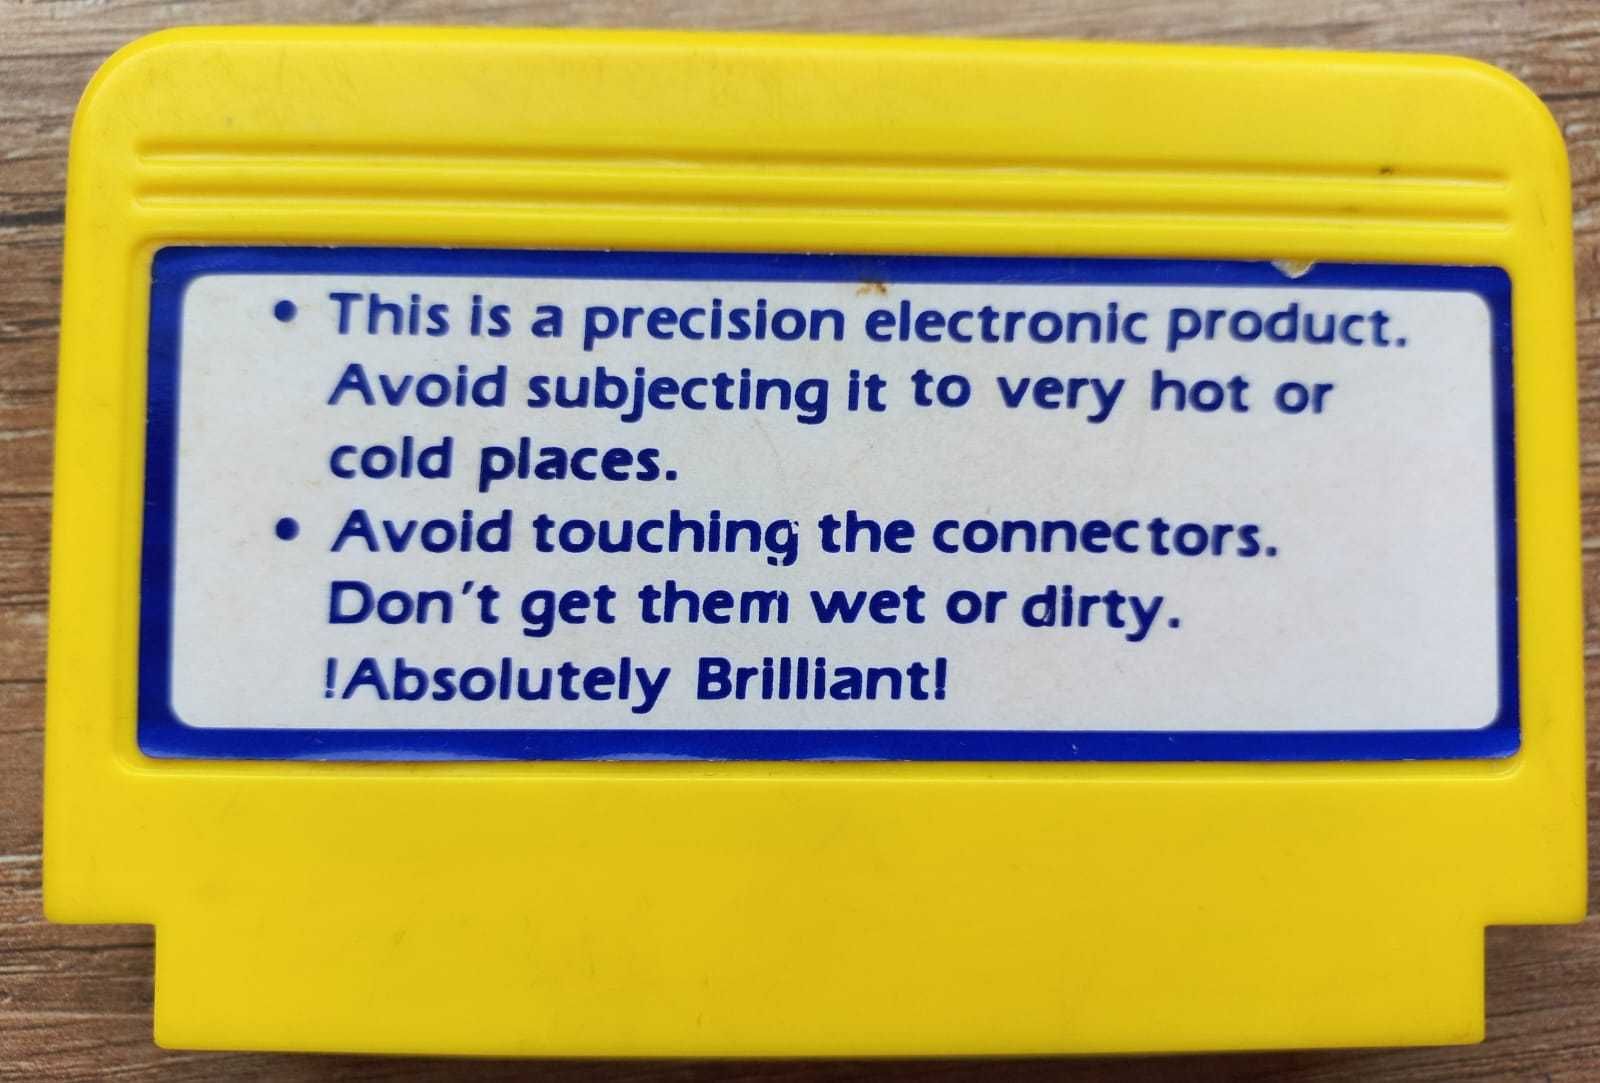 • This is a precision electronic product.
Avoid subjecting it to very hot or
cold places.
• Avoid touching the connectors.
Don't get them wet or dirty.
!Absolutely Brilliant!